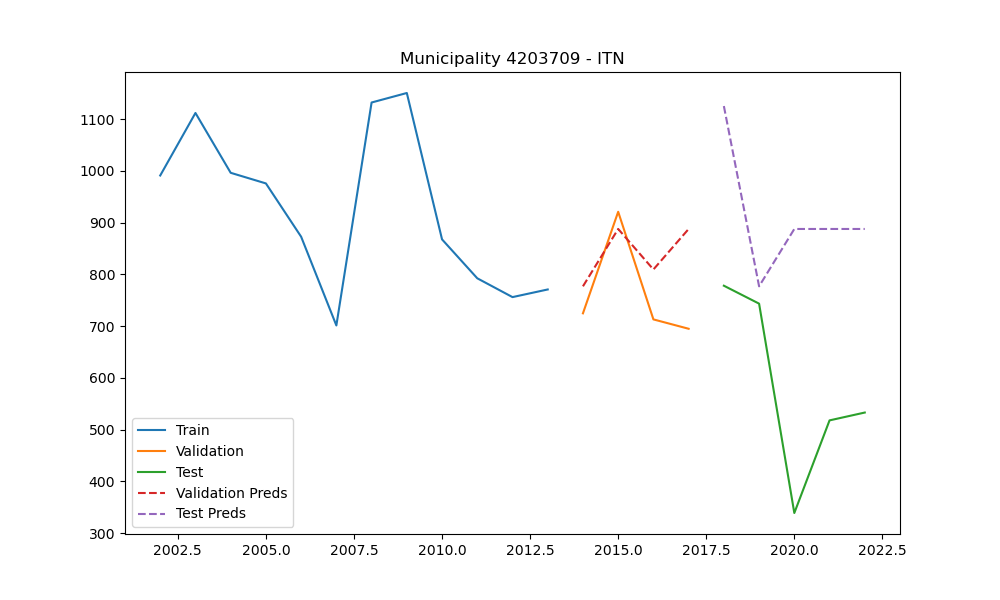 Municipality 4203709 - ITN
1100
1000
900
800
700
600
500
400
300
Train
Validation
Test
Validation Preds
Test Preds
2002.5 2005.0 2007.5 2010.0 2012.5 2015.0 2017.5 2020.0 2022.5